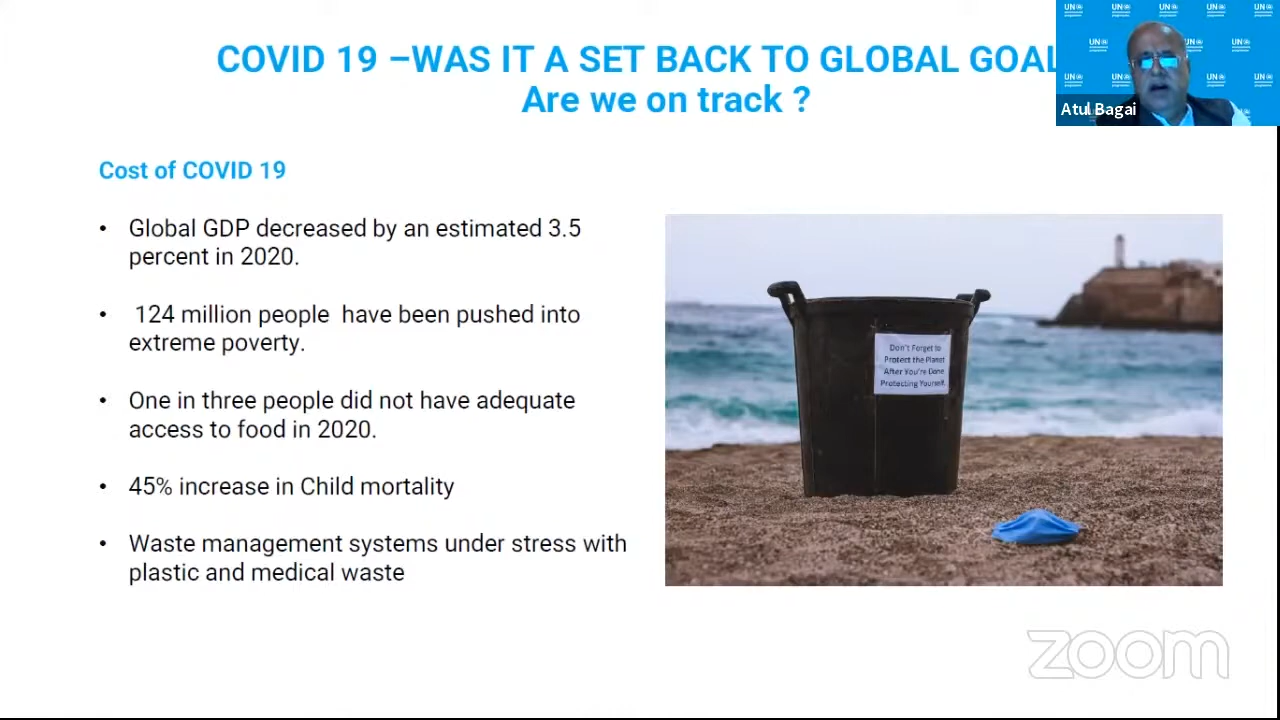 COVID 19 –WAS IT A SET BACK TO GLOBAL GOAL
Are we on track ?
Atul Bagai
Cost of COVID 19
• Global GDP decreased by an estimated 3.5
percent in 2020.
• 124 million people have been pushed into
extreme poverty.
• One in three people did not have adequate
access to food in 2020.
• 45% increase in Child mortality
• Waste management systems under stress with
plastic and medical waste
Don't Forget to
Protect the Planet
After You're Done
Protecting Yourself.
zoom